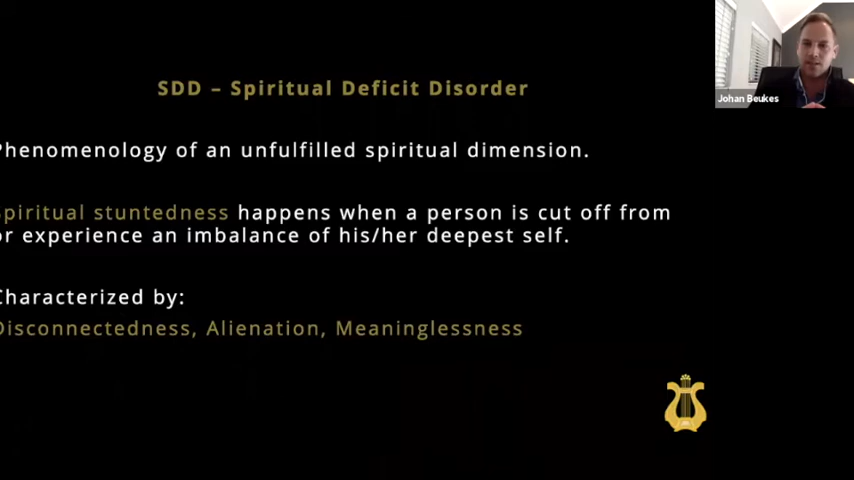 SDD – Spiritual Deficit Disorder
Phenomenology of an unfulfilled spiritual dimension.
Spiritual stuntedness happens when a person is cut off from
or experience an imbalance of his/her deepest self.
Characterized by:
Disconnectedness, Alienation, Meaninglessness
Johan Beukes